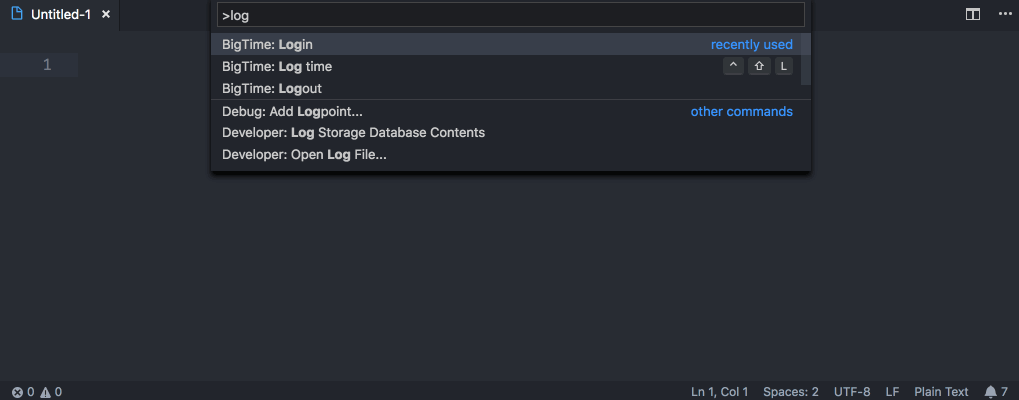 Untitled-1
>log
BigTime: Login recently used
BigTime: Log time ^ ⇧ L
BigTime: Logout
Debug: Add Logpoint... other commands
Developer: Log Storage Database Contents
Developer: Open Log File...
1
0 0 Ln 1, Col 1 Spaces: 2 UTF-8 LF Plain Text 7